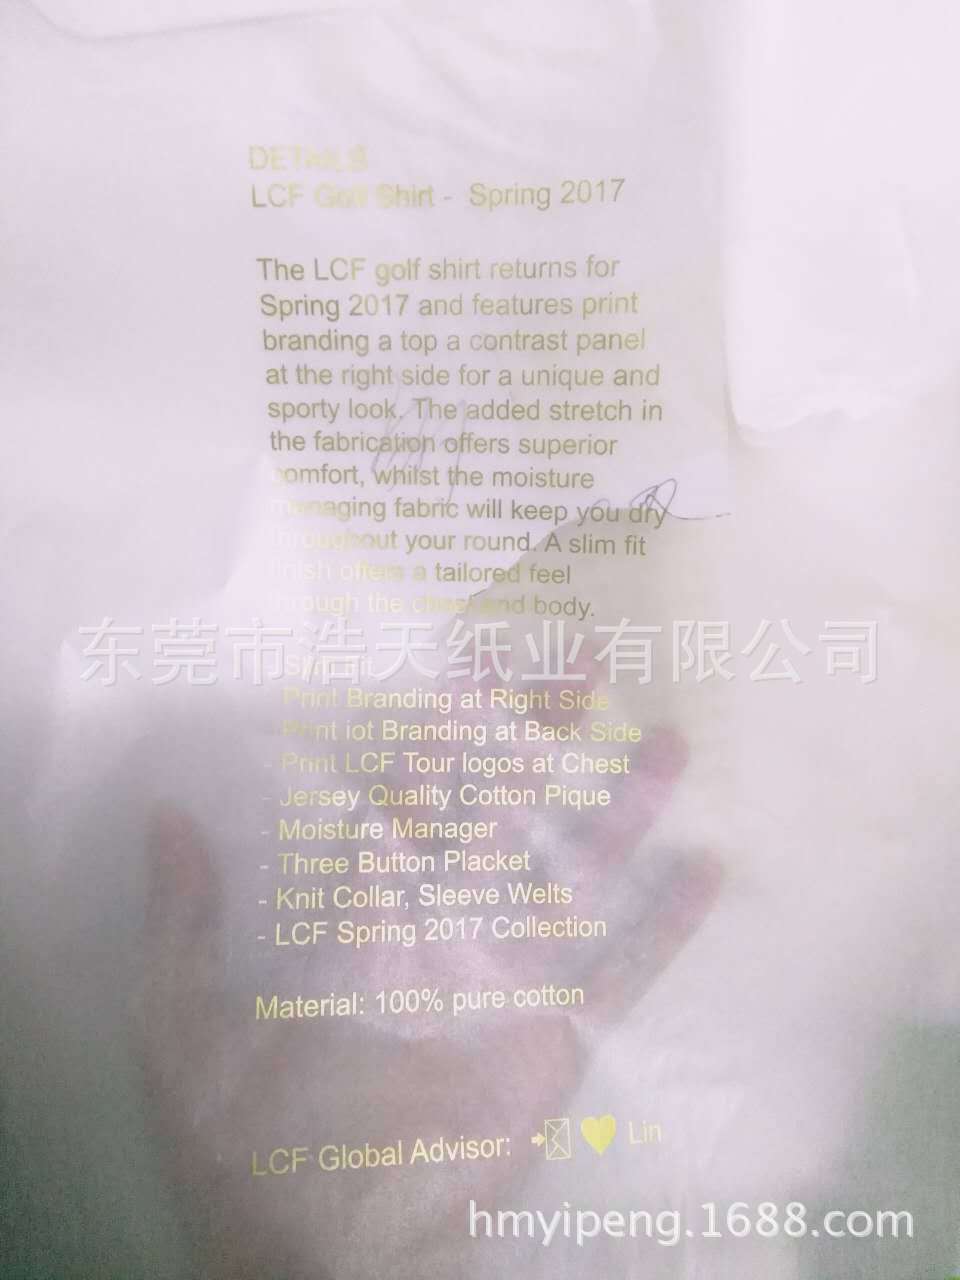 DETAILS
LCF Golf Shirt - Spring 2017
The LCF golf shirt returns for
Spring 2017 and features print
branding a top a contrast panel
at the right side for a unique and
sporty look. The added stretch in
the fabrication offers superior
comfort, whilst the moisture
managing fabric will keep you dry
throughout your round. A slim fit
finish offers a tailored feel
through the chest and body.
东莞市浩天纸业有限公司
- Slim Fit
- Print Branding at Right Side
- Print iot Branding at Back Side
- Print LCF Tour logos at Chest
- Jersey Quality Cotton Pique
- Moisture Manager
- Three Button Placket
- Knit Collar, Sleeve Welts
- LCF Spring 2017 Collection
Material: 100% pure cotton
LCF Global Advisor: Lin
hmyipeng.1688.com